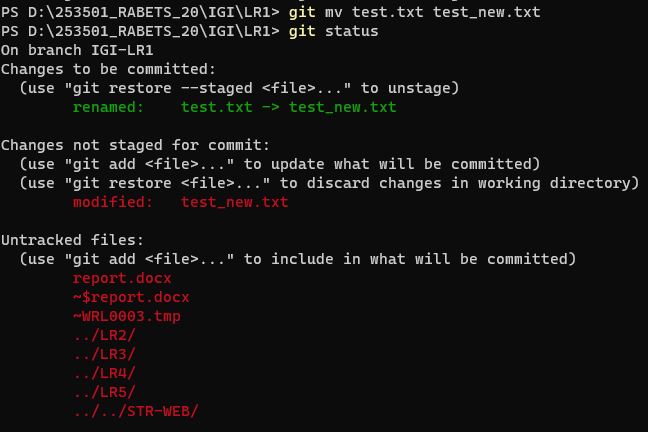 PS D:\253501_RABETS_20\IGI\LR1> git mv test.txt test_new.txt
PS D:\253501_RABETS_20\IGI\LR1> git status
On branch IGI-LR1
Changes to be committed:
  (use "git restore --staged <file>..." to unstage)
        renamed:    test.txt -> test_new.txt

Changes not staged for commit:
  (use "git add <file>..." to update what will be committed)
  (use "git restore <file>..." to discard changes in working directory)
        modified:   test_new.txt

Untracked files:
  (use "git add <file>..." to include in what will be committed)
        report.docx
        ~$report.docx
        ~WRL0003.tmp
        ../LR2/
        ../LR3/
        ../LR4/
        ../LR5/
        ../../STR-WEB/